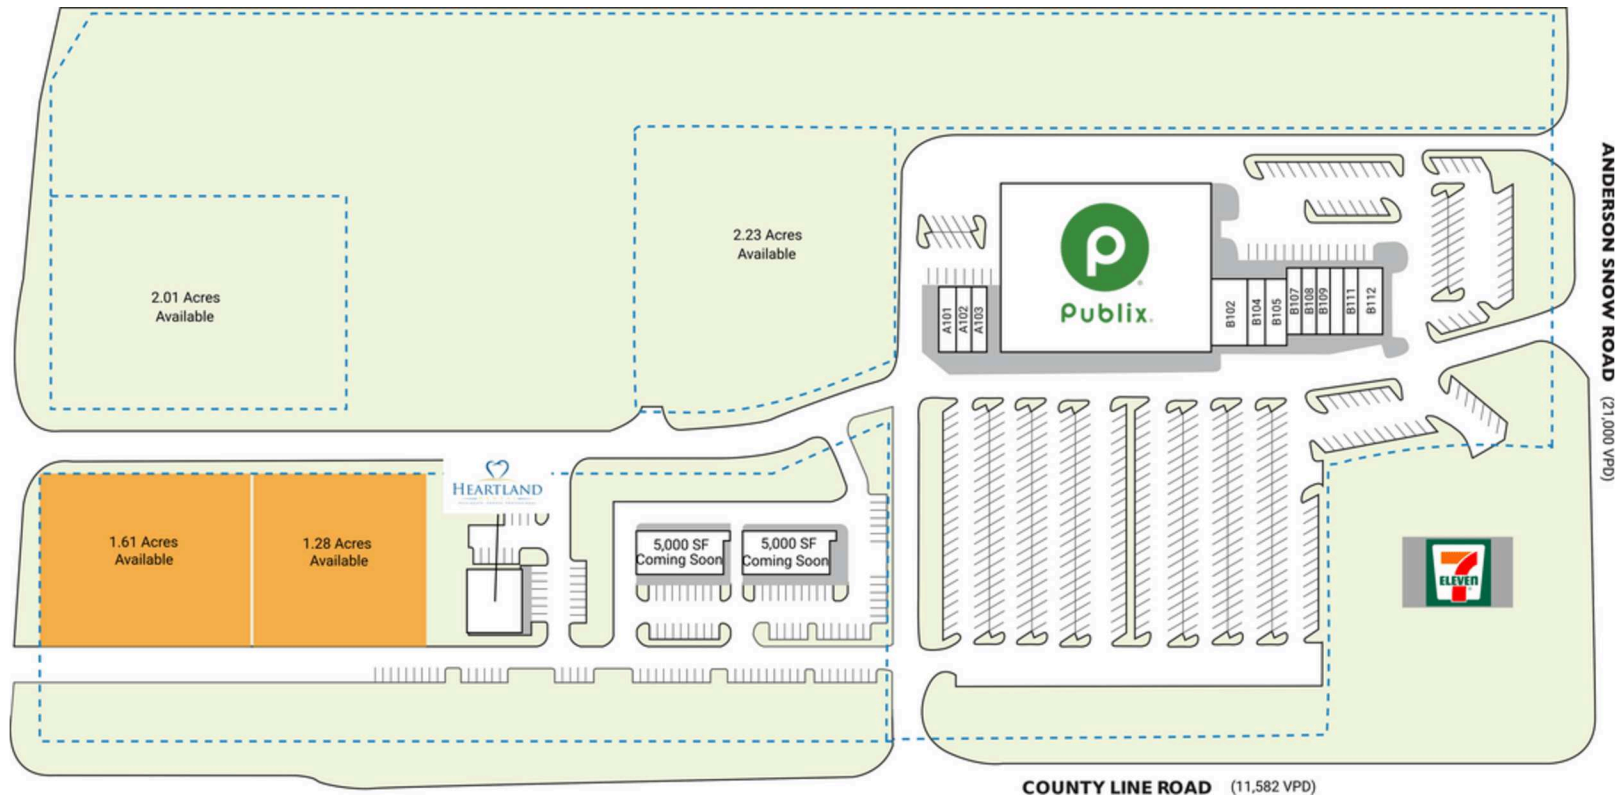 2.23 Acres
Available
2.01 Acres
Available
Publix.
A101
A102
A103
B102
B104
B105
B107
B108
B109
B111
B112
ANDERSON SNOW ROAD (21,000 VPD)
HEARTLAND
1.61 Acres
Available
1.28 Acres
Available
5,000 SF
Coming Soon
5,000 SF
Coming Soon
7
ELEVEN
COUNTY LINE ROAD (11,582 VPD)